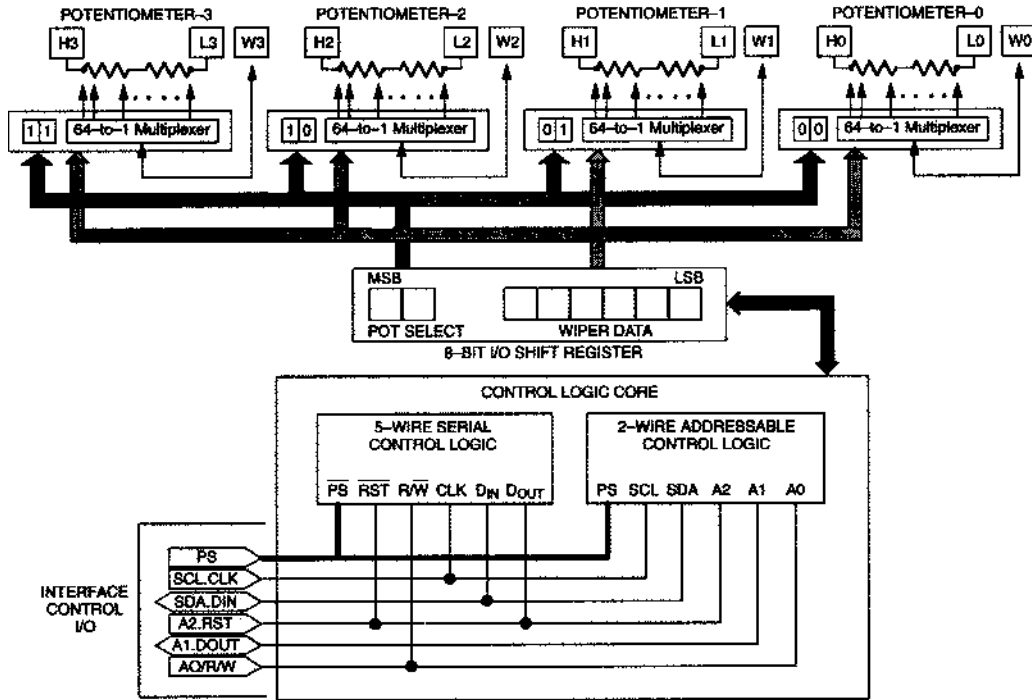 POTENTIOMETER-3 POTENTIOMETER-2 POTENTIOMETER-1 POTENTIOMETER-0
H3 L3 W3 H2 L2 W2 H1 L1 W1 H0 L0 W0
1 1 64-to-1 Multiplexer 1 0 64-to-1 Multiplexer 0 1 64-to-1 Multiplexer 0 0 64-to-1 Multiplexer
MSB LSB
POT SELECT WIPER DATA
8-BIT I/O SHIFT REGISTER
CONTROL LOGIC CORE
5-WIRE SERIAL
CONTROL LOGIC
2-WIRE ADDRESSABLE
CONTROL LOGIC
P̅S̅ R̅S̅T̅ R/W̅ CLK DIN DOUT
PS SCL SDA A2 A1 A0
INTERFACE
CONTROL
I/O
PS
SCL.CLK
SDA.DIN
A2.RST
A1.DOUT
AO/R/W